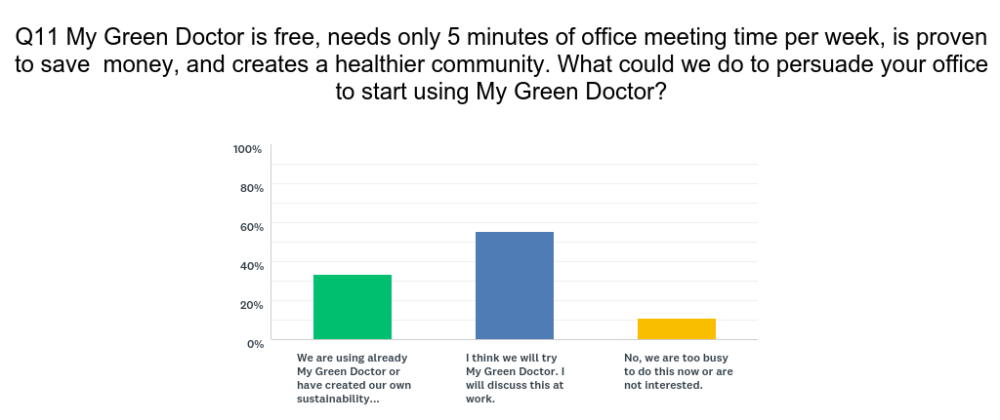 Q11 My Green Doctor is free, needs only 5 minutes of office meeting time per week, is proven
to save  money, and creates a healthier community. What could we do to persuade your office
to start using My Green Doctor?
100%
80%
60%
40%
20%
0%
We are using already
My Green Doctor or
have created our own
sustainability...
I think we will try
My Green Doctor. I
will discuss this at
work.
No, we are too busy
to do this now or are
not interested.